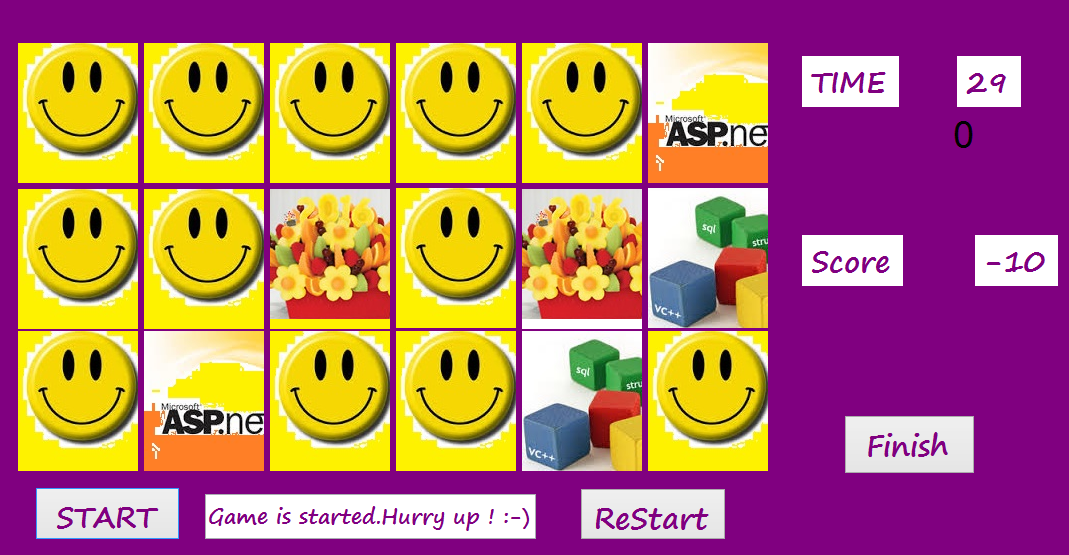 TIME 29
0
Microsoft®
ASP.ne
sql
stru
VC++
Score -10
Microsoft®
ASP.ne
sql
stru
VC++
Finish
START
Game is started.Hurry up ! :-)
ReStart